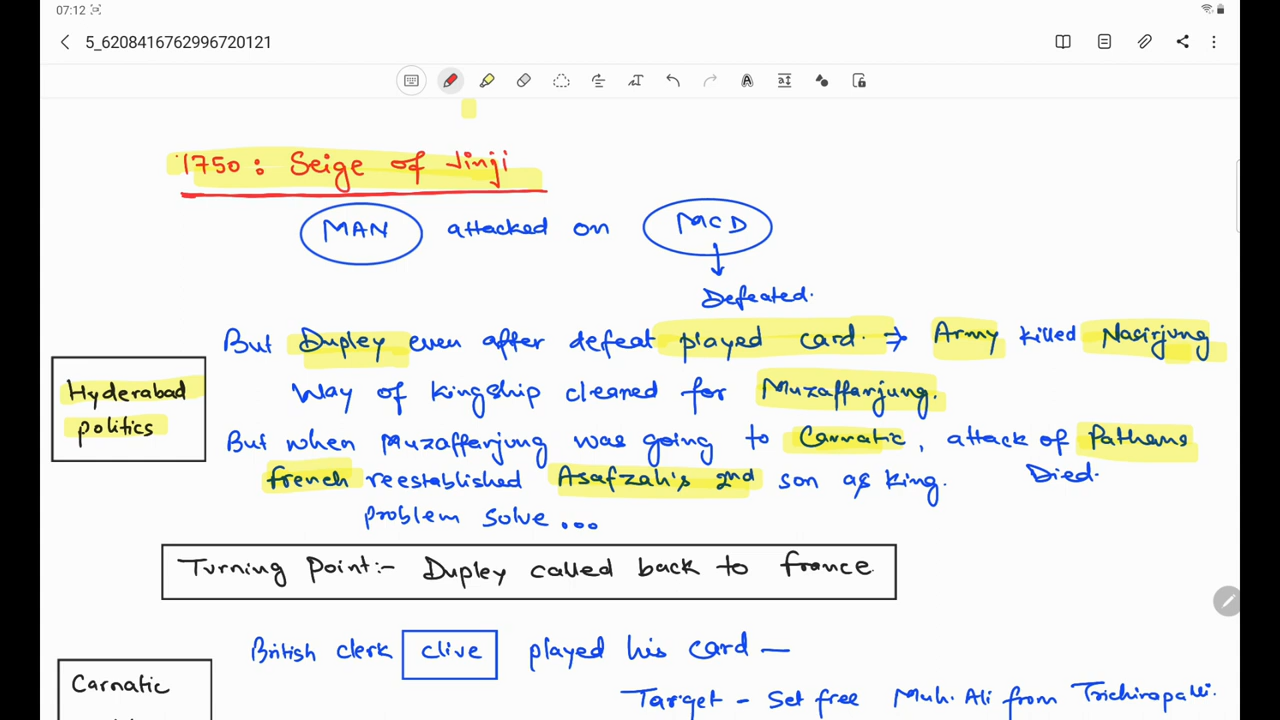 07:12
5_6208416762996720121
1750: Seige of Jinji
MAN attacked on MCD
Defeated.
But Dupley even after defeat played card. → Army killed Nasirjung
Way of kingship cleared for Muzaffarjung.
Hyderabad
politics
But when Muzaffarjung was going to Carnatic, attack of Pathans
Died.
french reestablished Asafzah's 2nd son as king.
problem solve ...
Turning Point:- Dupley called back to france.
British clerk clive played his card —
Carnatic
Target - Set free Muh. Ali from Trichirapalli.